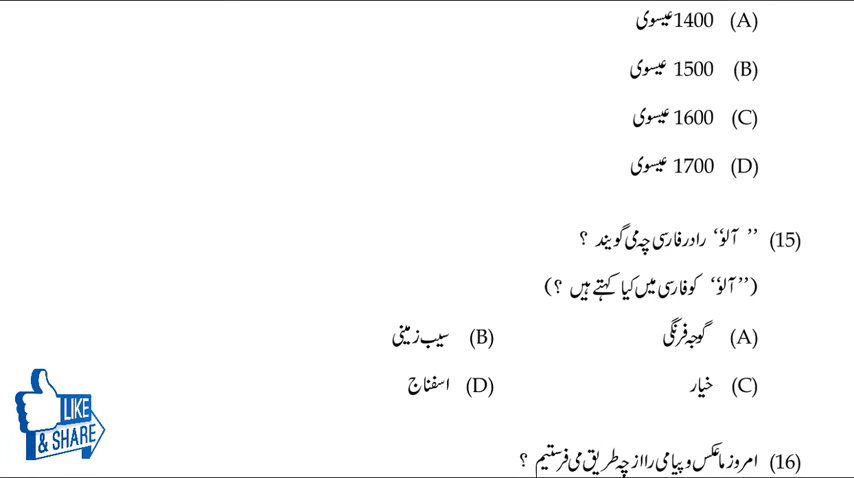 (A) 1400 عیسوی
(B) 1500 عیسوی
(C) 1600 عیسوی
(D) 1700 عیسوی
(15) ’’ آلو‘‘ را در فارسی چہ می گویند ؟
(’’آلو‘‘ کو فارسی میں کیا کہتے ہیں ؟)
(A) گوجہ فرنگی (B) سیب زمینی
(C) خیار (D) اسفناج
LIKE
& SHARE
(16) امروز ما عکس و پیامی را از چہ طریق می فرستیم ؟